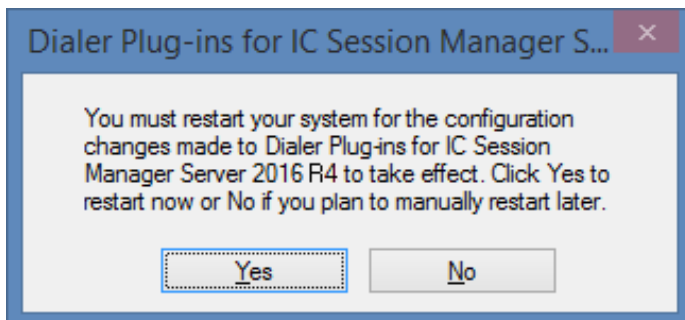 Dialer Plug-ins for IC Session Manager S...
You must restart your system for the configuration
changes made to Dialer Plug-ins for IC Session
Manager Server 2016 R4 to take effect. Click Yes to
restart now or No if you plan to manually restart later.
Yes
No